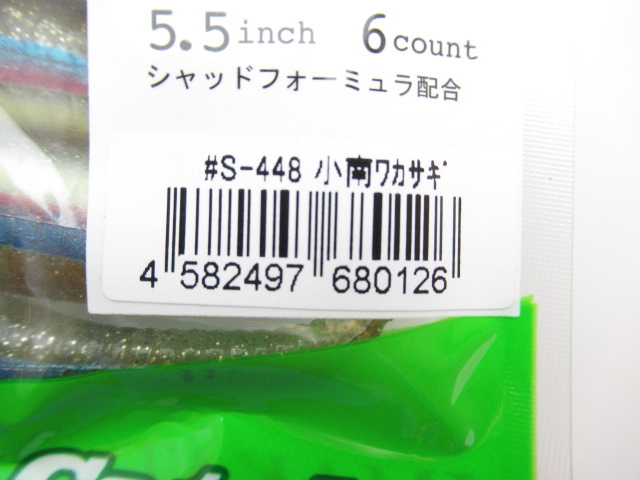 5.5inch 6count
シャッドフォーミュラ配合
#S-448 小南ﾜｶｻｷﾞ
4 582497 680126